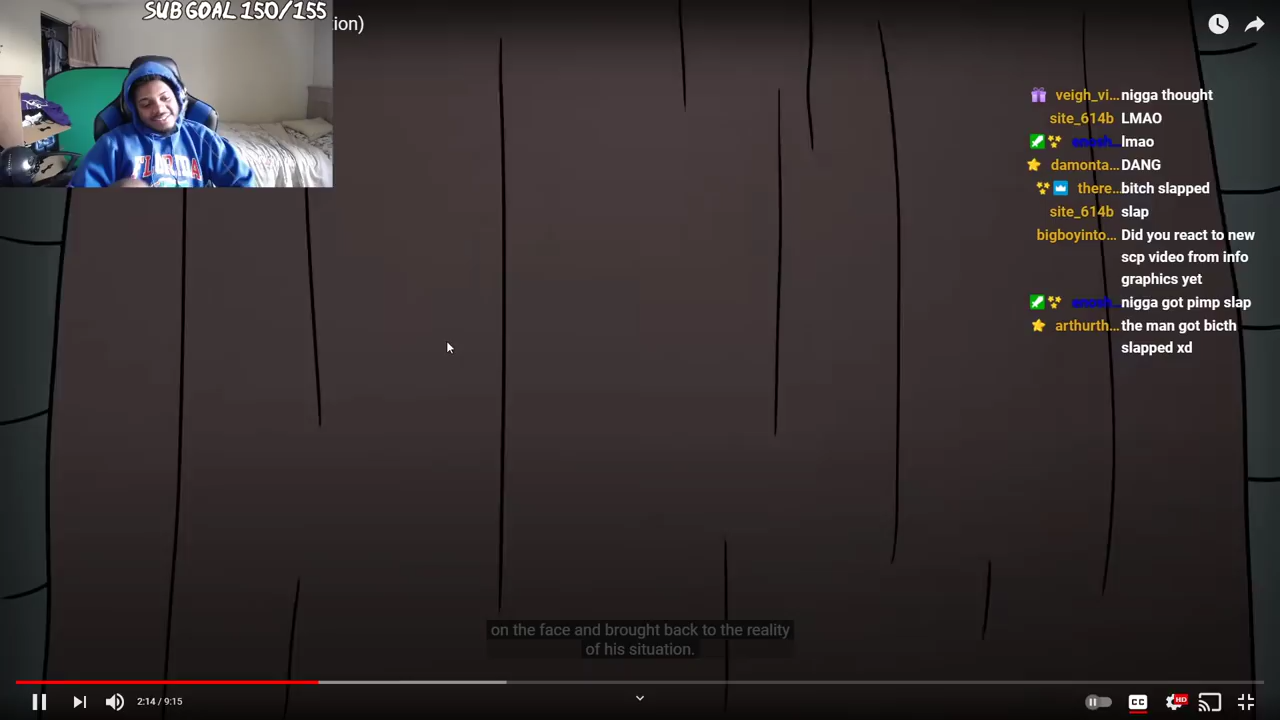 SUB GOAL 150/155
ion)
FLORIDA
veigh_vi... nigga thought
site_614b LMAO
lmao
damonta... DANG
there... bitch slapped
site_614b slap
bigboyinto... Did you react to new
scp video from info
graphics yet
nigga got pimp slap
arthurth... the man got bicth
slapped xd
on the face and brought back to the reality
of his situation.
2:14 / 9:15
CC
HD